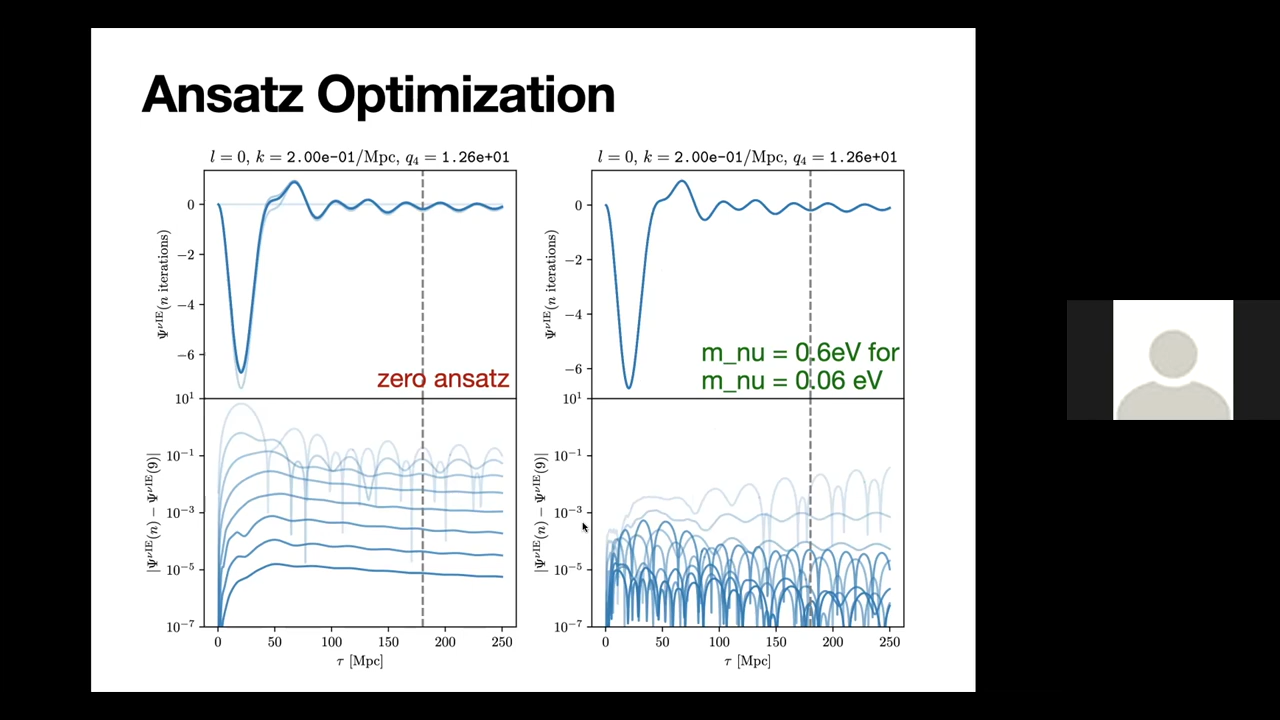 Ansatz Optimization
l = 0, k = 2.00e-01/Mpc, q₄ = 1.26e+01
0
−2
−4
−6
Ψ^νIE(n iterations)
zero ansatz
10¹
10⁻¹
10⁻³
10⁻⁵
10⁻⁷
|Ψ^νIE(n) − Ψ^νIE(9)|
0 50 100 150 200 250
τ [Mpc]
l = 0, k = 2.00e-01/Mpc, q₄ = 1.26e+01
0
−2
−4
−6
Ψ^νIE(n iterations)
m_nu = 0.6eV for
m_nu = 0.06 eV
10¹
10⁻¹
10⁻³
10⁻⁵
10⁻⁷
|Ψ^νIE(n) − Ψ^νIE(9)|
0 50 100 150 200 250
τ [Mpc]